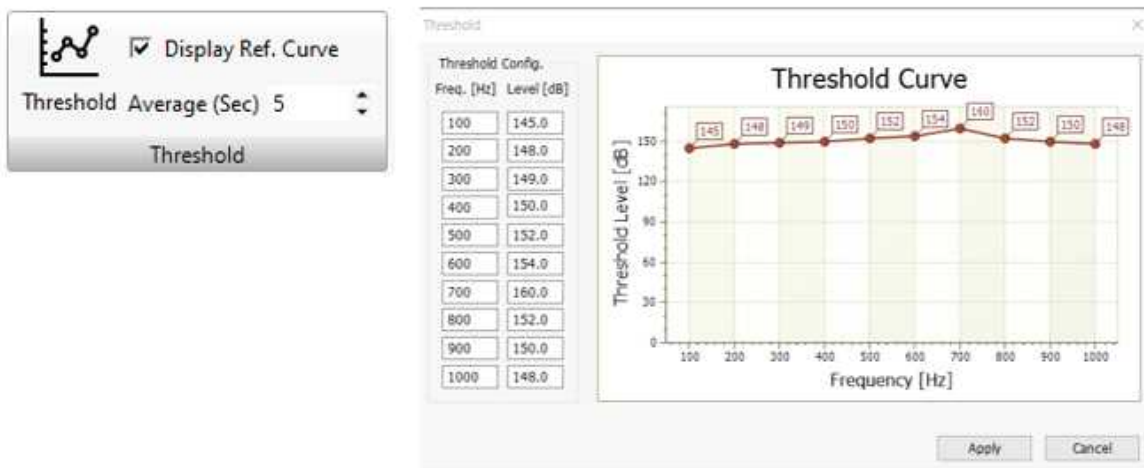 Display Ref. Curve
Threshold Average (Sec) 5
Threshold
Threshold
Threshold Config.
Freq. [Hz] Level [dB]
100 145.0
200 148.0
300 149.0
400 150.0
500 152.0
600 154.0
700 160.0
800 152.0
900 150.0
1000 148.0
Threshold Curve
Threshold Level [dB]
150
120
90
60
30
0
145 148 149 150 152 154 160 152 150 148
100 200 300 400 500 600 700 800 900 1000
Frequency [Hz]
Apply Cancel